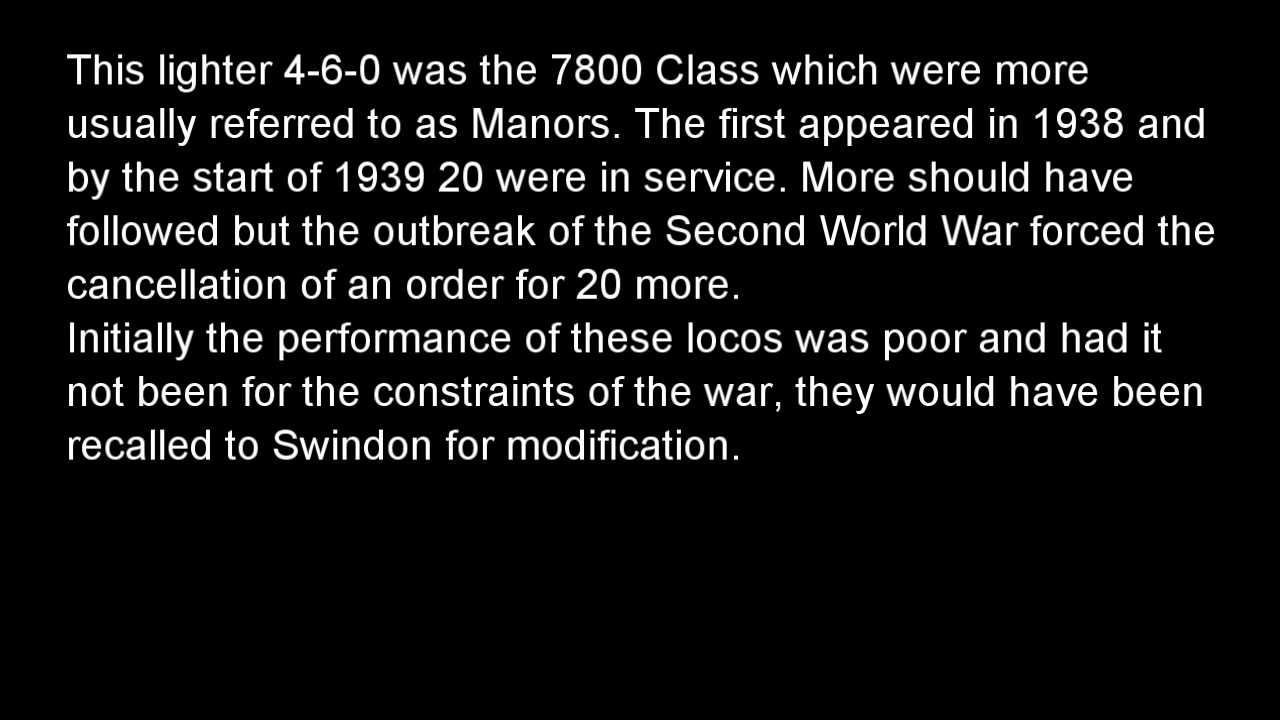 This lighter 4-6-0 was the 7800 Class which were more
usually referred to as Manors. The first appeared in 1938 and
by the start of 1939 20 were in service. More should have
followed but the outbreak of the Second World War forced the
cancellation of an order for 20 more.
Initially the performance of these locos was poor and had it
not been for the constraints of the war, they would have been
recalled to Swindon for modification.